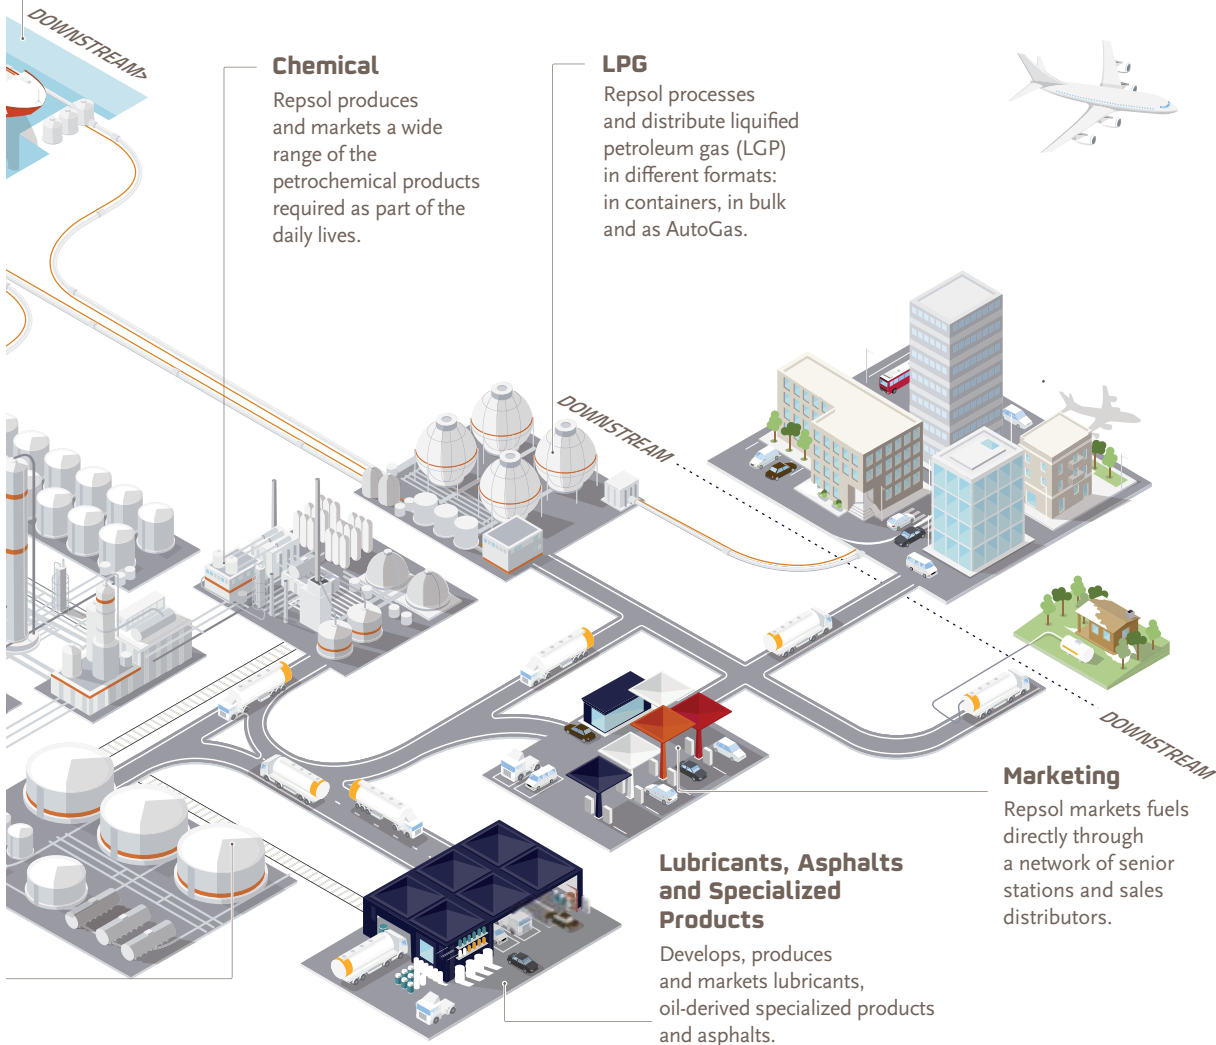 DOWNSTREAM>
Chemical
Repsol produces
and markets a wide
range of the
petrochemical products
required as part of the
daily lives.
LPG
Repsol processes
and distribute liquified
petroleum gas (LGP)
in different formats:
in containers, in bulk
and as AutoGas.
DOWNSTREAM
DOWNSTREAM
Marketing
Repsol markets fuels
directly through
a network of senior
stations and sales
distributors.
Lubricants, Asphalts
and Specialized
Products
Develops, produces
and markets lubricants,
oil-derived specialized products
and asphalts.